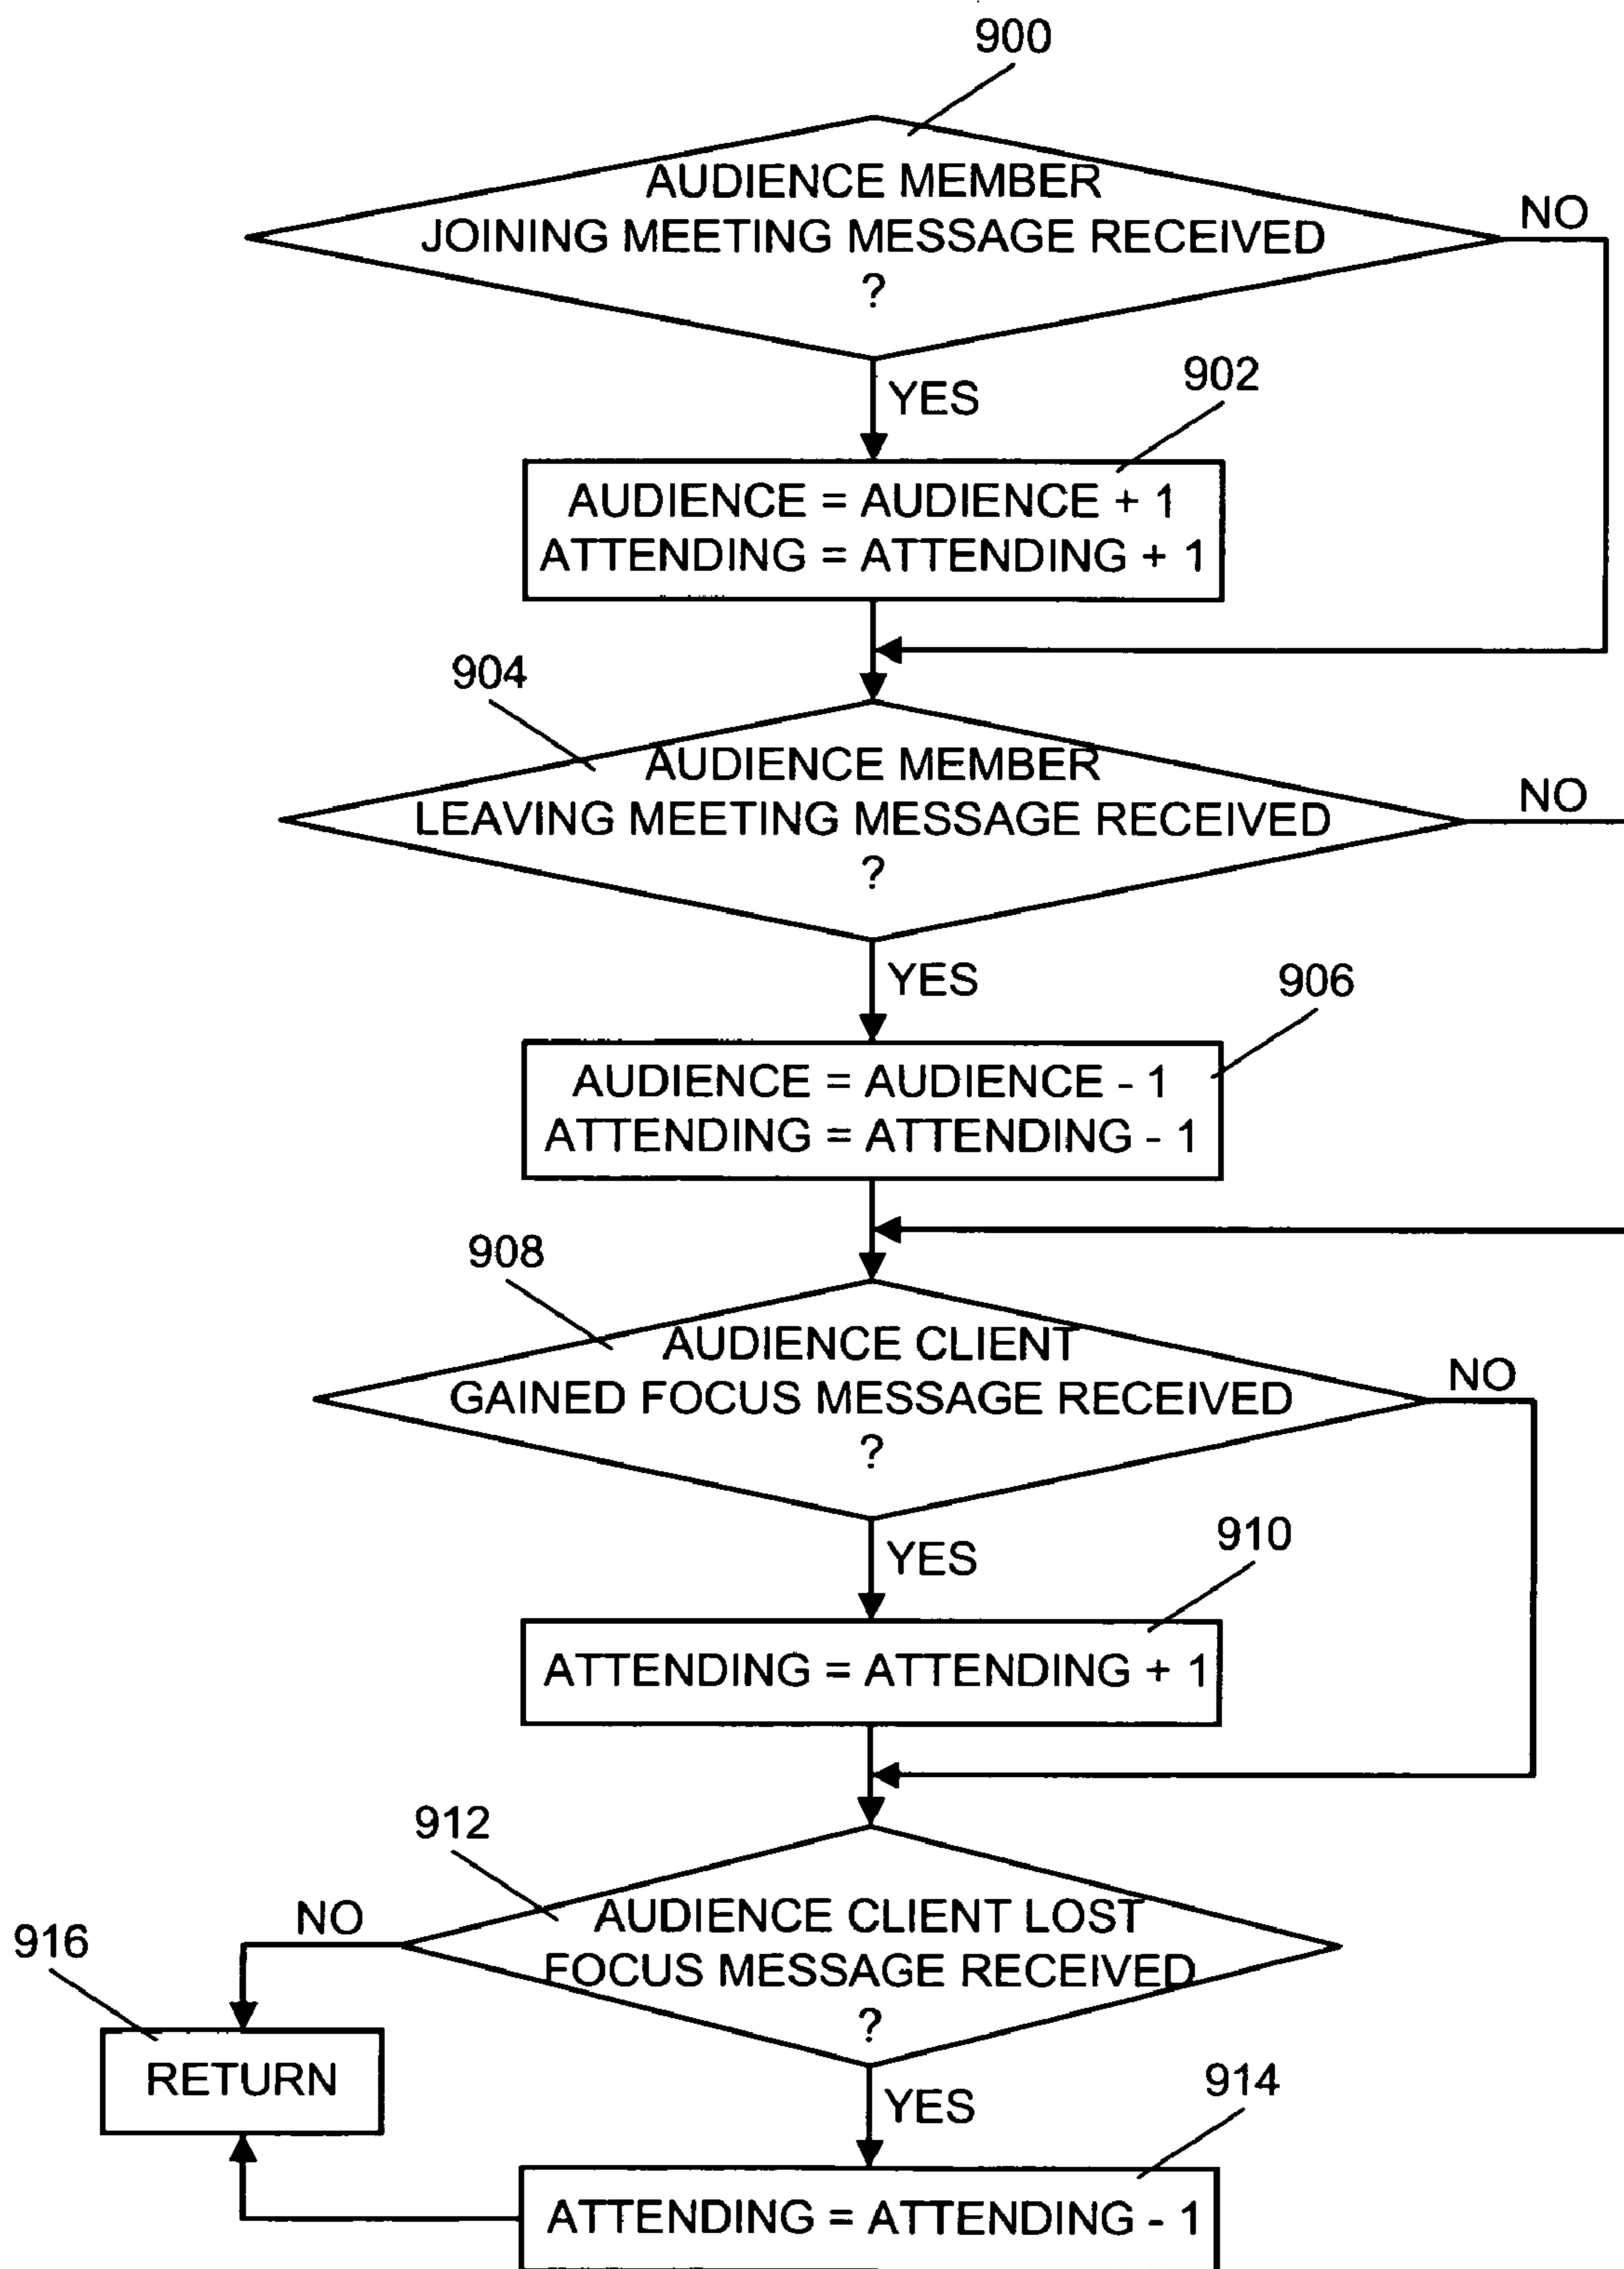 900
AUDIENCE MEMBER
JOINING MEETING MESSAGE RECEIVED
?
NO
YES
902
AUDIENCE = AUDIENCE + 1
ATTENDING = ATTENDING + 1
904
AUDIENCE MEMBER
LEAVING MEETING MESSAGE RECEIVED
?
NO
YES
906
AUDIENCE = AUDIENCE - 1
ATTENDING = ATTENDING - 1
908
AUDIENCE CLIENT
GAINED FOCUS MESSAGE RECEIVED
?
NO
YES
910
ATTENDING = ATTENDING + 1
912
AUDIENCE CLIENT LOST
FOCUS MESSAGE RECEIVED
?
NO
916
RETURN
YES
914
ATTENDING = ATTENDING - 1